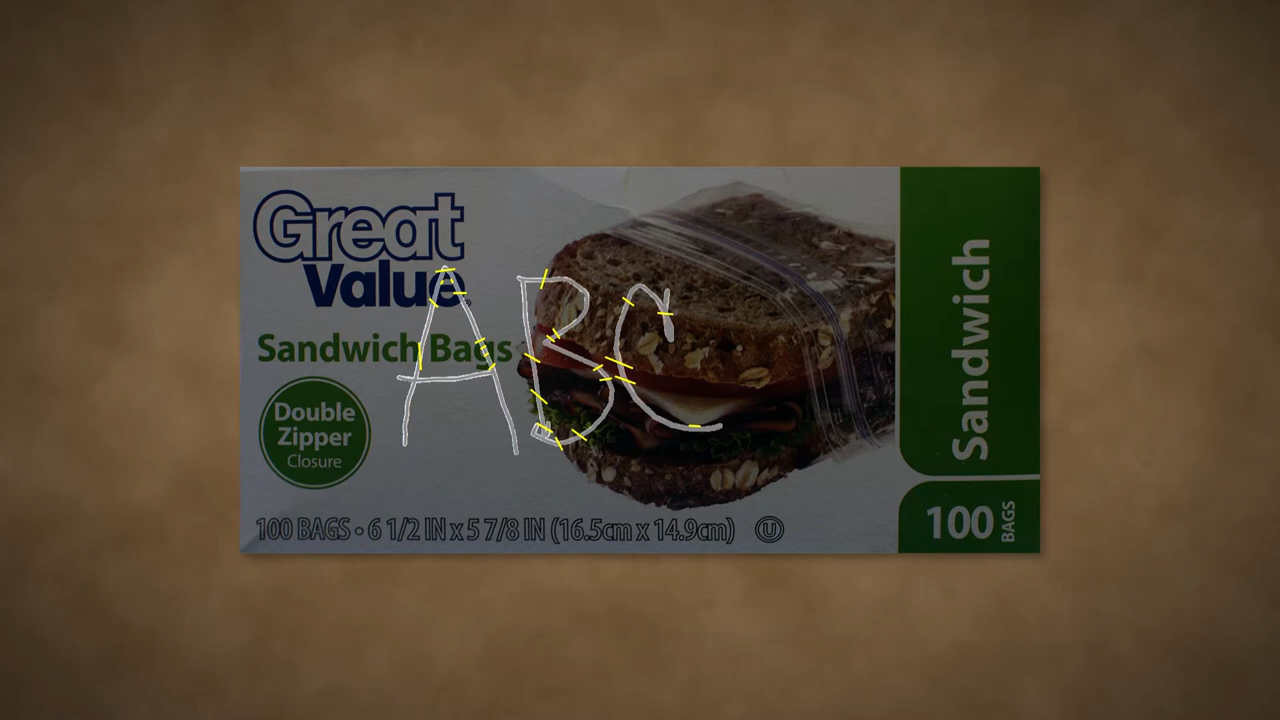 Great
Value
Sandwich Bags
Double
Zipper
Closure
ABC
100 BAGS • 6 1/2 IN x 5 7/8 IN (16.5cm x 14.9cm) U
Sandwich
100 BAGS